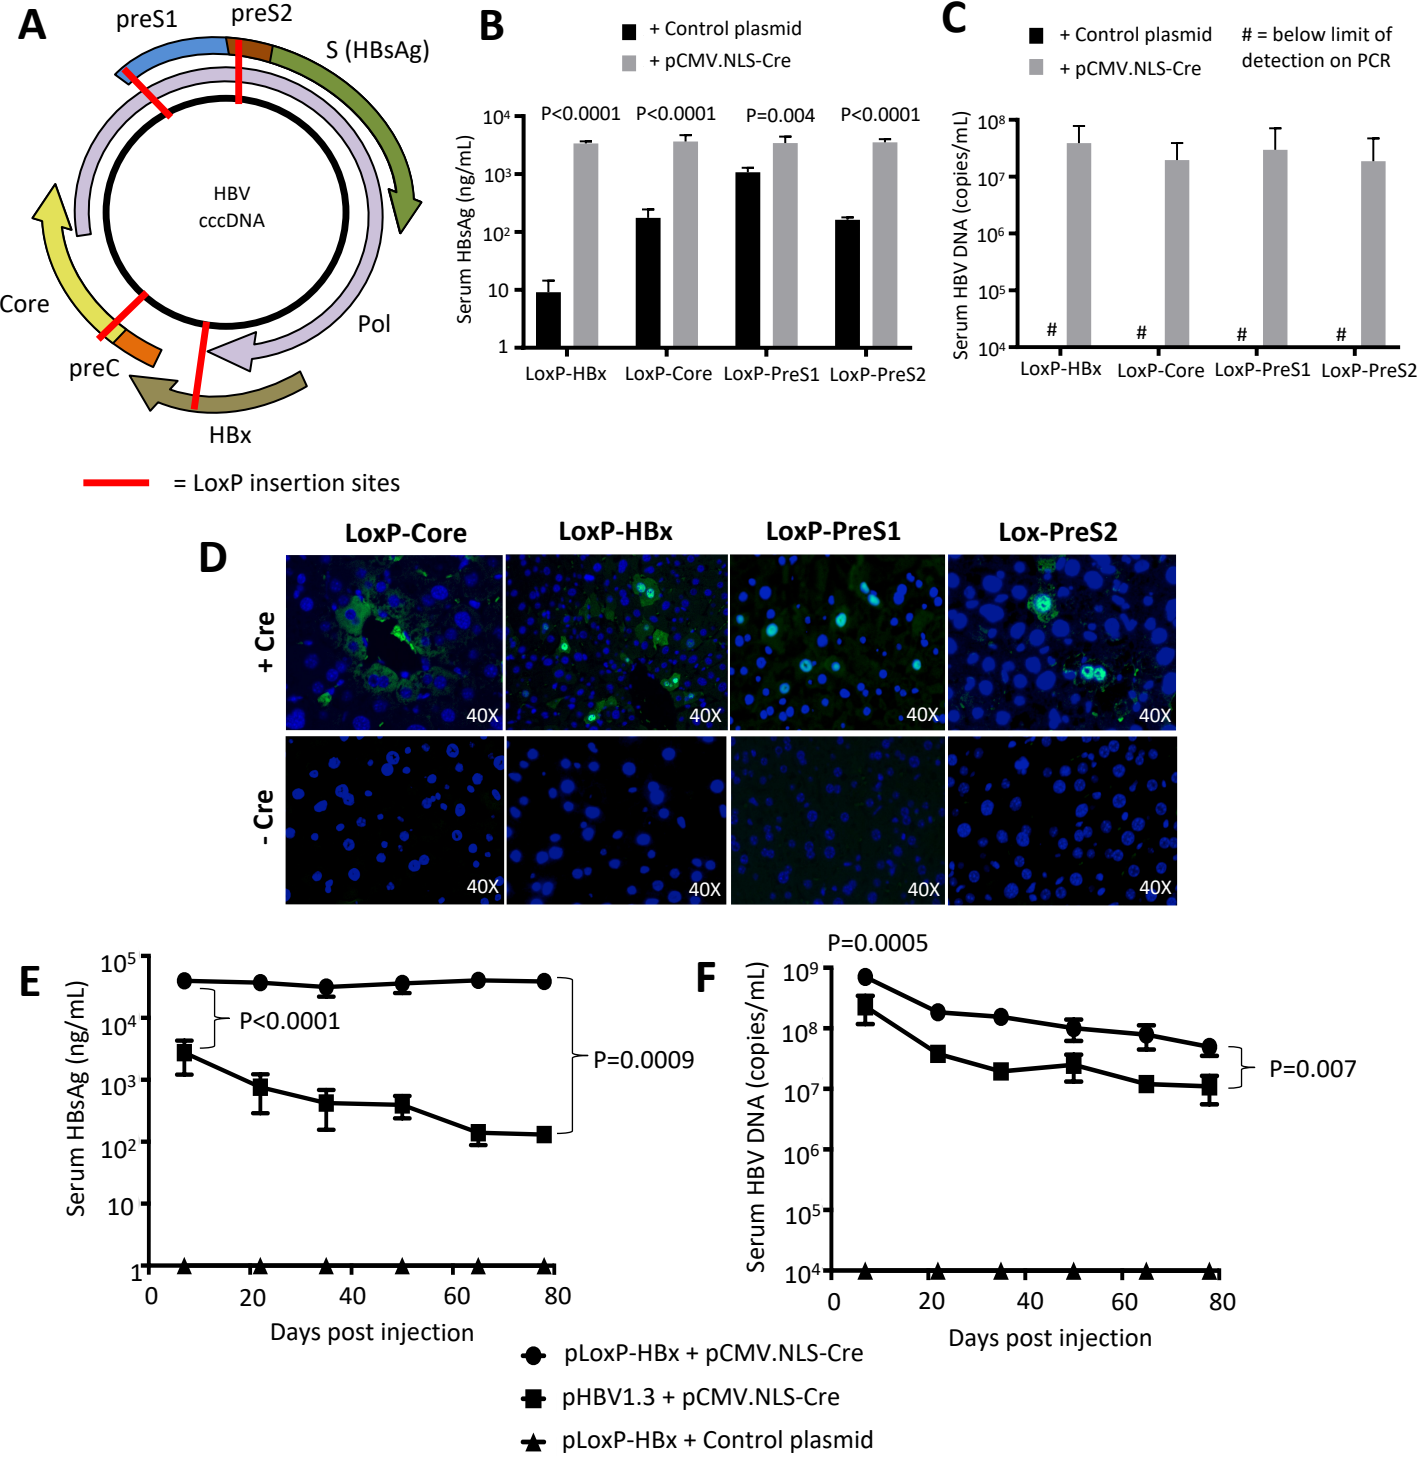 A
preS1
preS2
S (HBsAg)
HBV
cccDNA
Core
Pol
preC
HBx
= LoxP insertion sites
B
+ Control plasmid
+ pCMV.NLS-Cre
P<0.0001
P<0.0001
P=0.004
P<0.0001
Serum HBsAg (ng/mL)
10⁴
10³
10²
10
1
LoxP-HBx
LoxP-Core
LoxP-PreS1
LoxP-PreS2
C
+ Control plasmid
+ pCMV.NLS-Cre
# = below limit of
detection on PCR
Serum HBV DNA (copies/mL)
10⁸
10⁷
10⁶
10⁵
10⁴
#
#
#
#
LoxP-HBx
LoxP-Core
LoxP-PreS1
LoxP-PreS2
D
LoxP-Core
LoxP-HBx
LoxP-PreS1
Lox-PreS2
+ Cre
40X
40X
40X
40X
- Cre
40X
40X
40X
40X
E
Serum HBsAg (ng/mL)
10⁵
10⁴
10³
10²
10
1
P<0.0001
P=0.0009
0
20
40
60
80
Days post injection
F
P=0.0005
Serum HBV DNA (copies/mL)
10⁹
10⁸
10⁷
10⁶
10⁵
10⁴
P=0.007
0
20
40
60
80
Days post injection
pLoxP-HBx + pCMV.NLS-Cre
pHBV1.3 + pCMV.NLS-Cre
pLoxP-HBx + Control plasmid